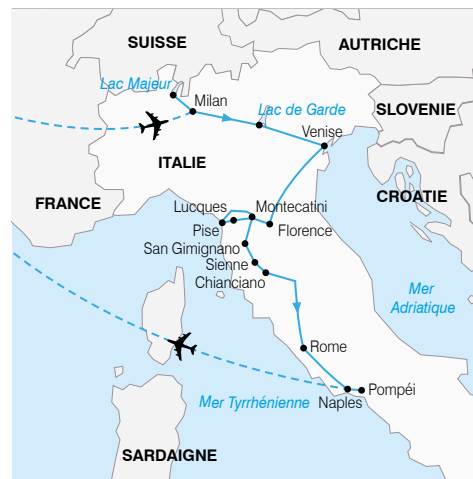 SUISSE
AUTRICHE
Lac Majeur
Milan
Lac de Garde
SLOVENIE
Venise
ITALIE
CROATIE
FRANCE
Lucques
Montecatini
Pise
Florence
San Gimignano
Sienne
Chianciano
Mer
Adriatique
Rome
Pompéi
Naples
Mer Tyrrhénienne
SARDAIGNE